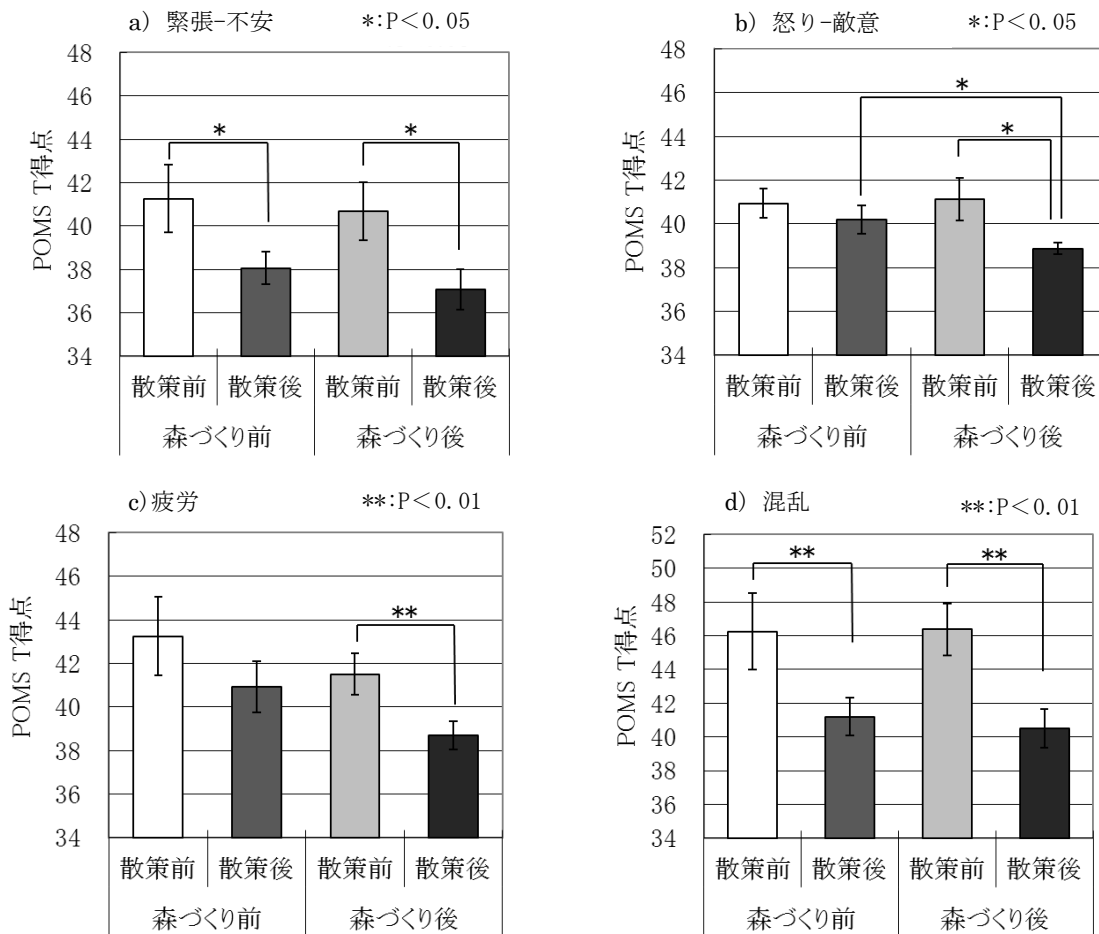 a) 緊張-不安 *:P<0.05
48
46
44
42
40
38
36
34
POMS T得点
* *
散策前 散策後 散策前 散策後
森づくり前 森づくり後
b) 怒り-敵意 *:P<0.05
48
46
44
42
40
38
36
34
POMS T得点
*
*
散策前 散策後 散策前 散策後
森づくり前 森づくり後
c)疲労 **:P<0.01
48
46
44
42
40
38
36
34
POMS T得点
**
散策前 散策後 散策前 散策後
森づくり前 森づくり後
d) 混乱 **:P<0.01
52
50
48
46
44
42
40
38
36
34
POMS T得点
** **
散策前 散策後 散策前 散策後
森づくり前 森づくり後